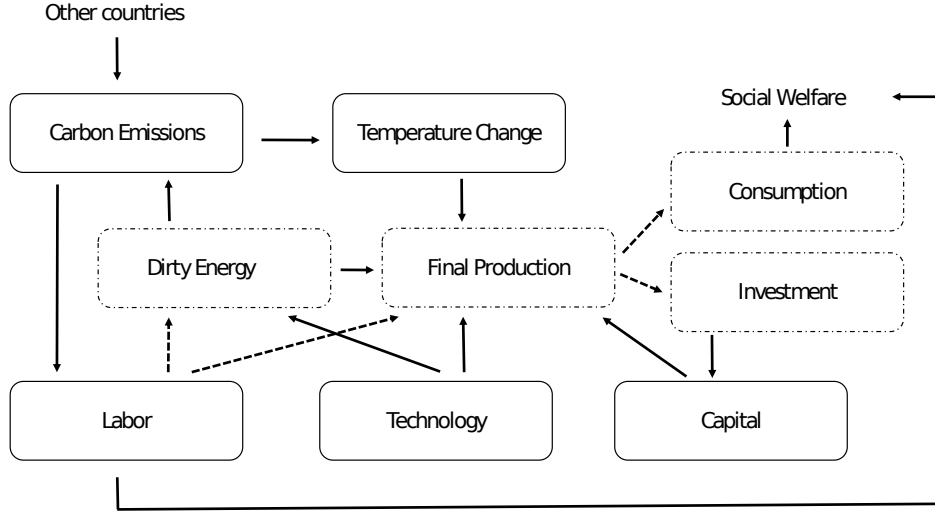 Other countries
Social Welfare
Carbon Emissions
Temperature Change
Consumption
Dirty Energy
Final Production
Investment
Labor
Technology
Capital